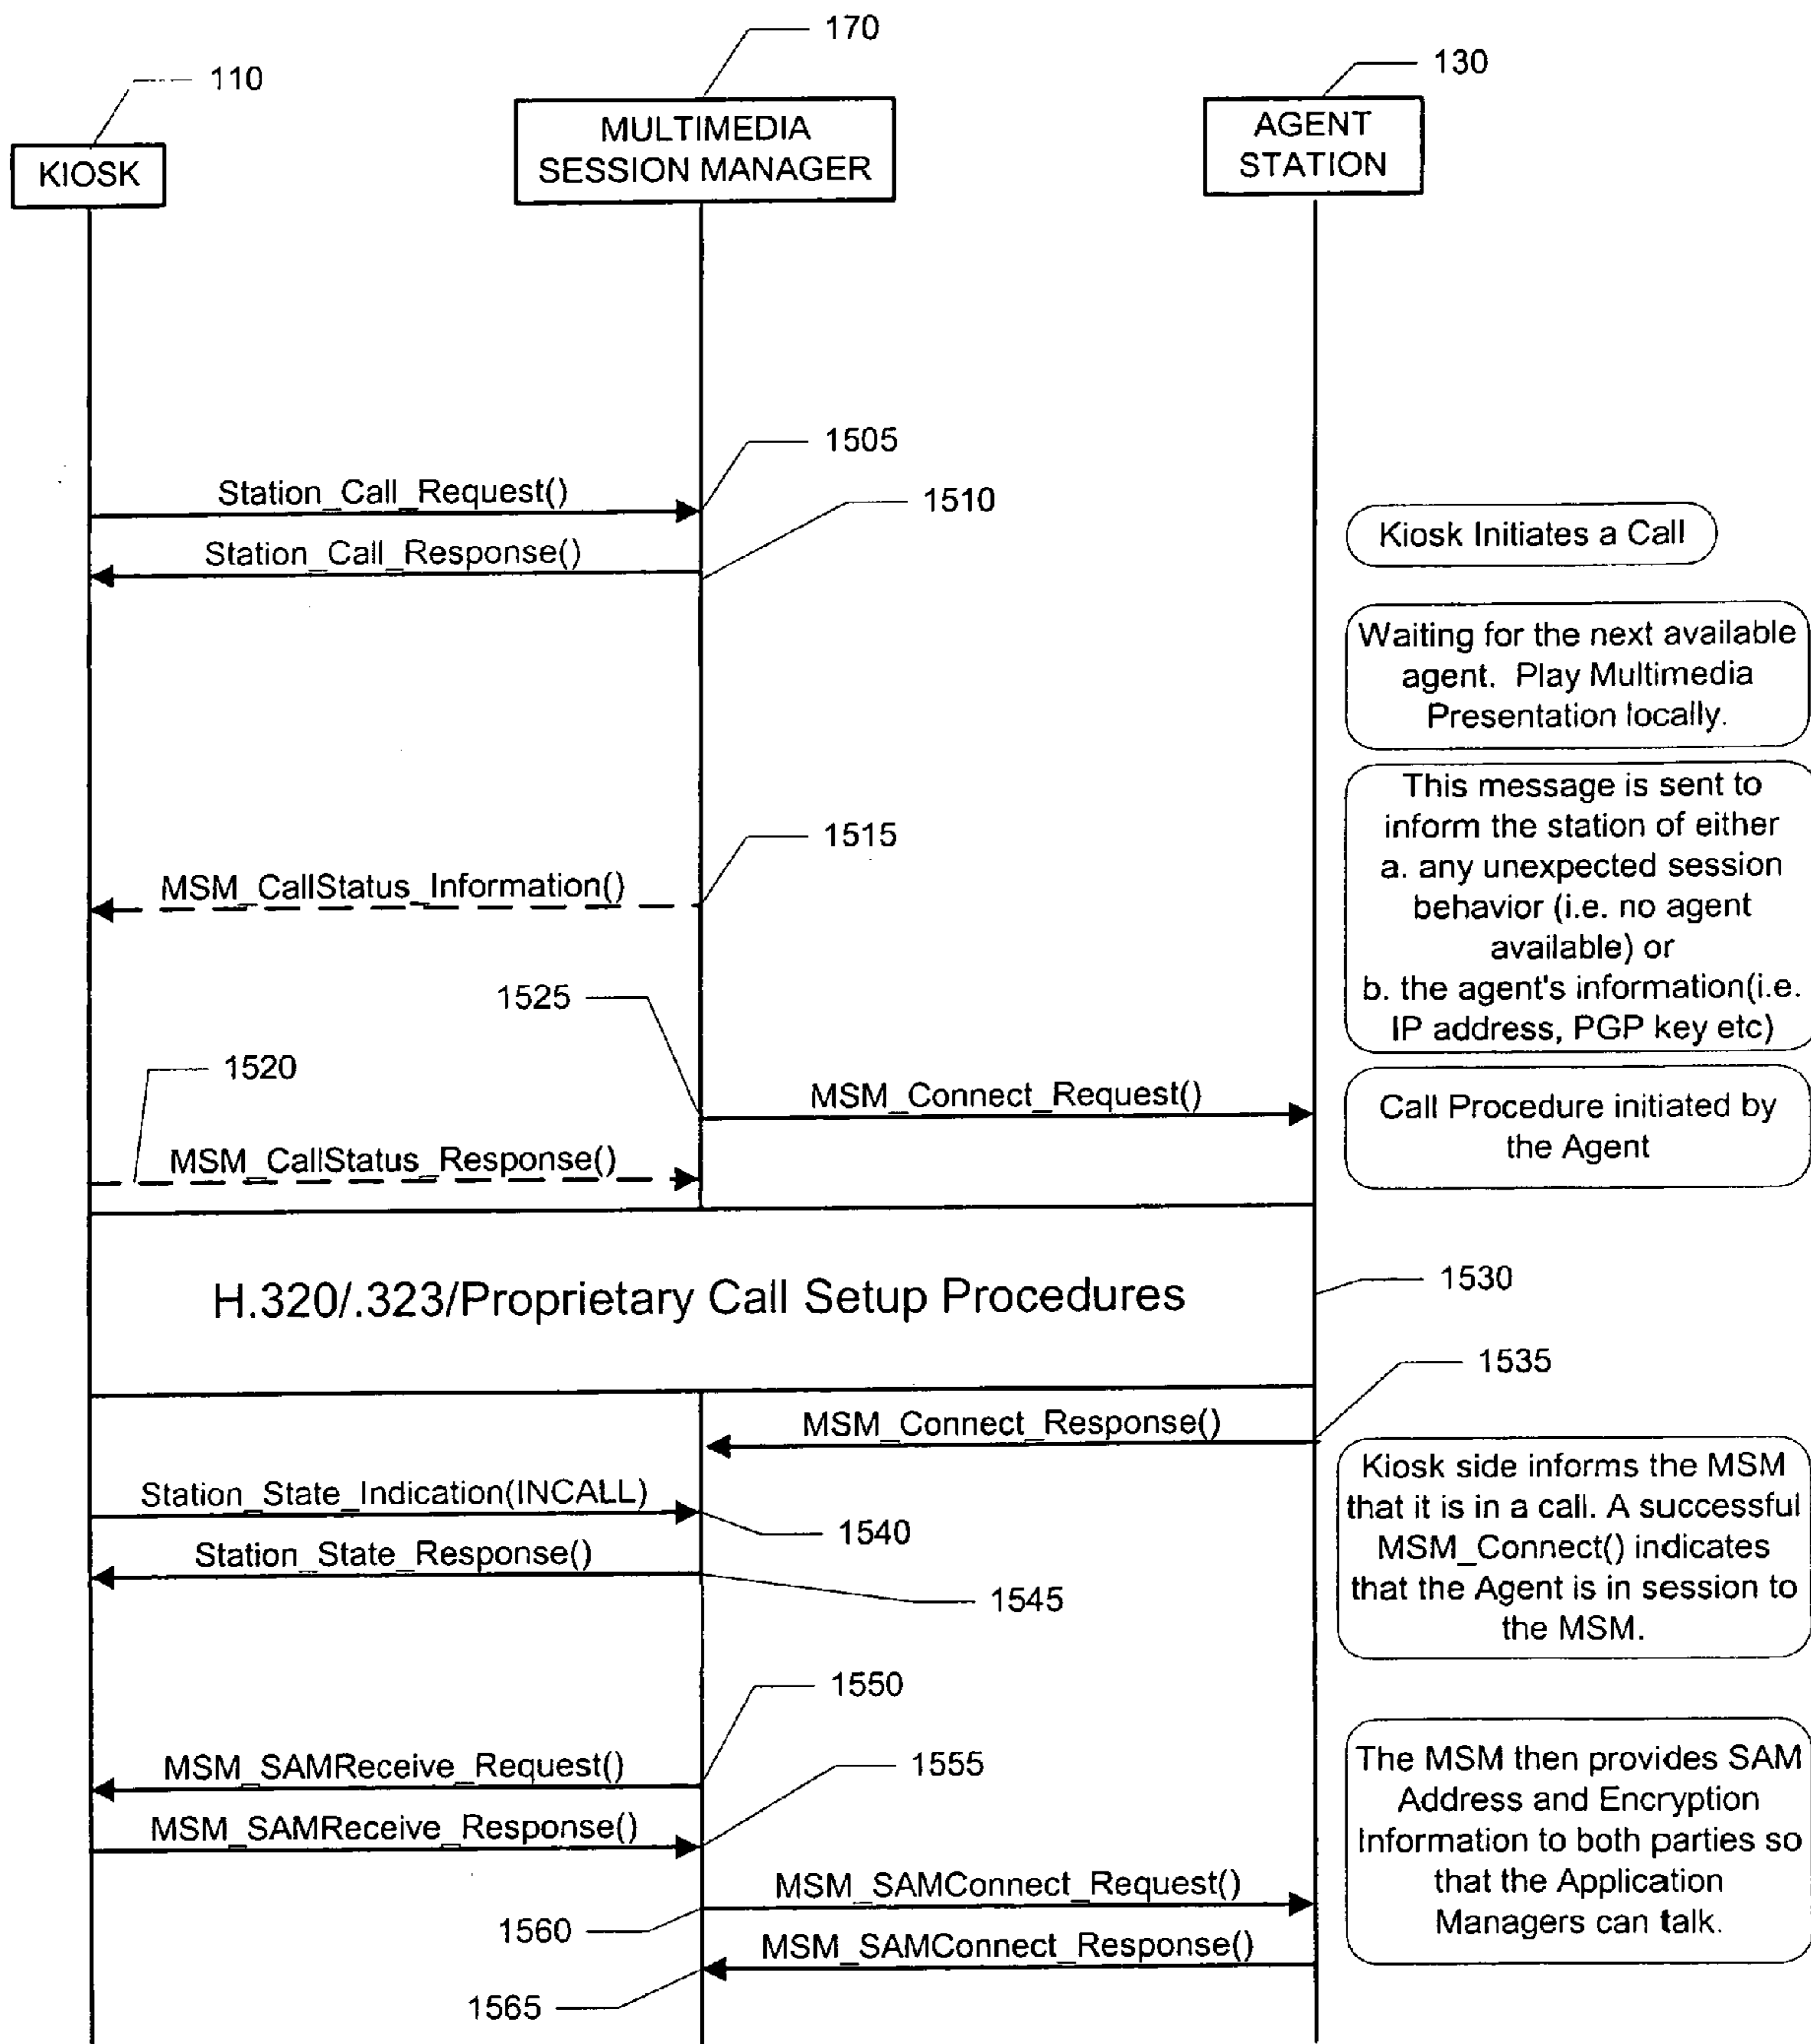 170
110
130
KIOSK
MULTIMEDIA
SESSION MANAGER
AGENT
STATION
1505
Station_Call_Request()
1510
Station_Call_Response()
Kiosk Initiates a Call
Waiting for the next available
agent. Play Multimedia
Presentation locally.
This message is sent to
inform the station of either
a. any unexpected session
behavior (i.e. no agent
available) or
b. the agent's information(i.e.
IP address, PGP key etc)
1515
MSM_CallStatus_Information()
1525
1520
MSM_Connect_Request()
Call Procedure initiated by
the Agent
MSM_CallStatus_Response()
H.320/.323/Proprietary Call Setup Procedures
1530
1535
MSM_Connect_Response()
Station_State_Indication(INCALL)
1540
Station_State_Response()
1545
Kiosk side informs the MSM
that it is in a call. A successful
MSM_Connect() indicates
that the Agent is in session to
the MSM.
1550
MSM_SAMReceive_Request()
1555
MSM_SAMReceive_Response()
The MSM then provides SAM
Address and Encryption
Information to both parties so
that the Application
Managers can talk.
MSM_SAMConnect_Request()
1560
MSM_SAMConnect_Response()
1565